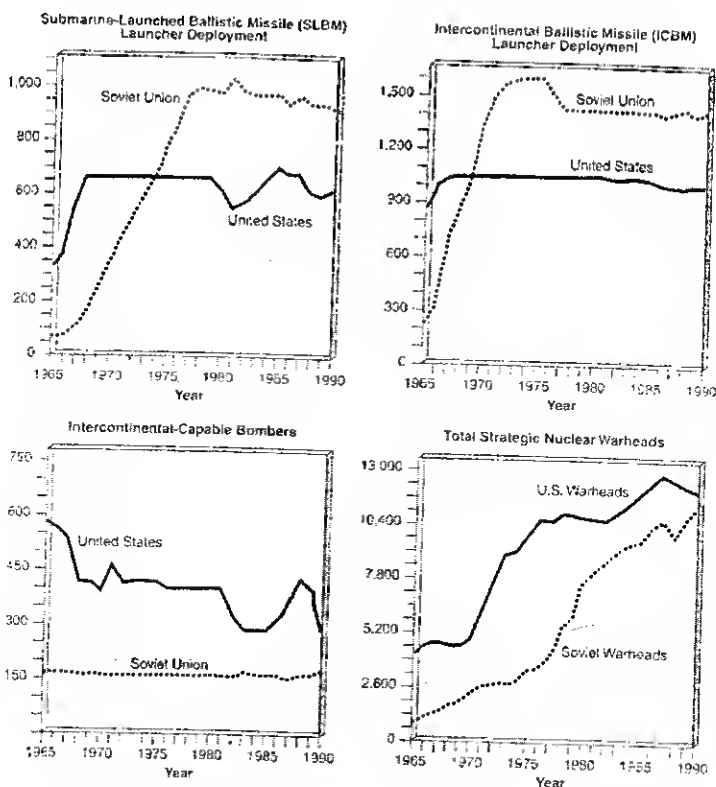 Submarine-Launched Ballistic Missile (SLBM)
Launcher Deployment
1,000
800
600
400
200
0
Soviet Union
United States
1965
1970
1975
1980
1985
1990
Year
Intercontinental Ballistic Missile (ICBM)
Launcher Deployment
1,500
1,200
900
600
300
0
Soviet Union
United States
1965
1970
1975
1980
1985
1990
Year
Intercontinental-Capable Bombers
750
600
450
300
150
0
United States
Soviet Union
1965
1970
1975
1980
1985
1990
Year
Total Strategic Nuclear Warheads
13,000
10,400
7,800
5,200
2,600
0
U.S. Warheads
Soviet Warheads
1965
1970
1975
1980
1985
1990
Year